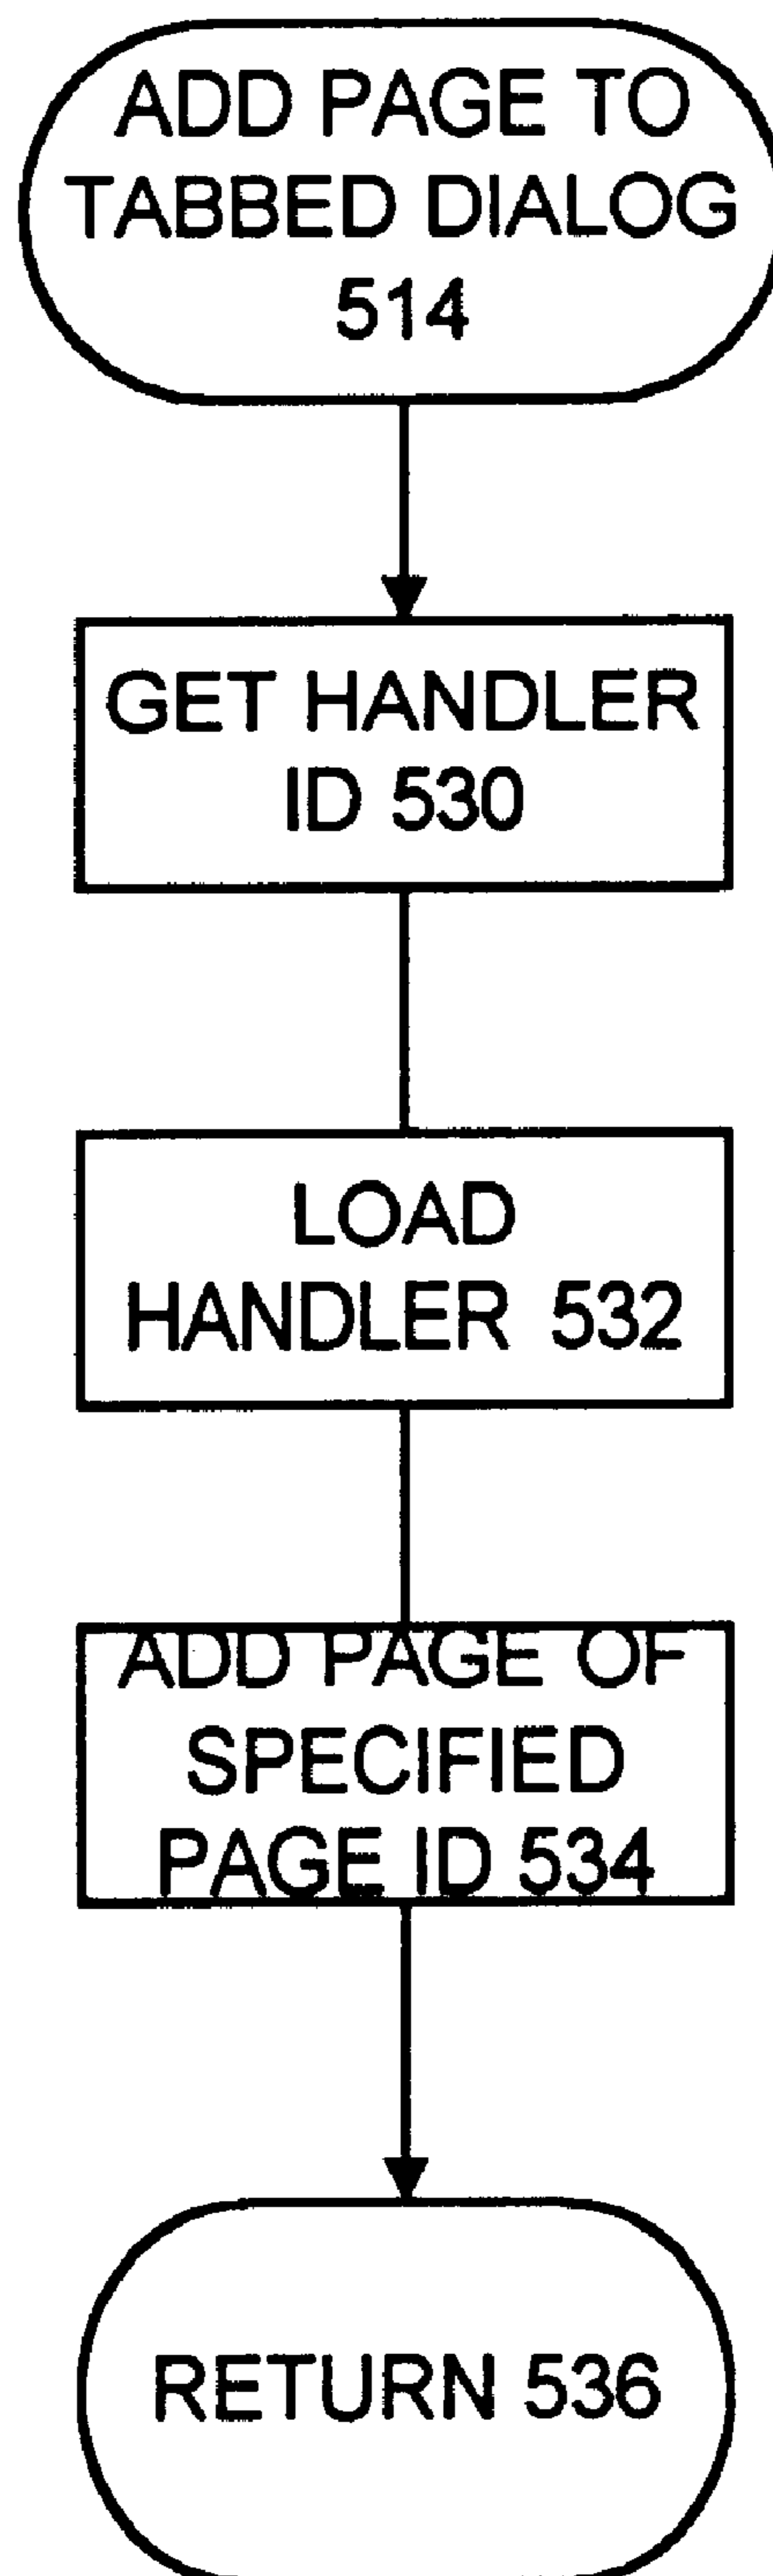 ADD PAGE TO
TABBED DIALOG
514
GET HANDLER
ID 530
LOAD
HANDLER 532
ADD PAGE OF
SPECIFIED
PAGE ID 534
RETURN 536